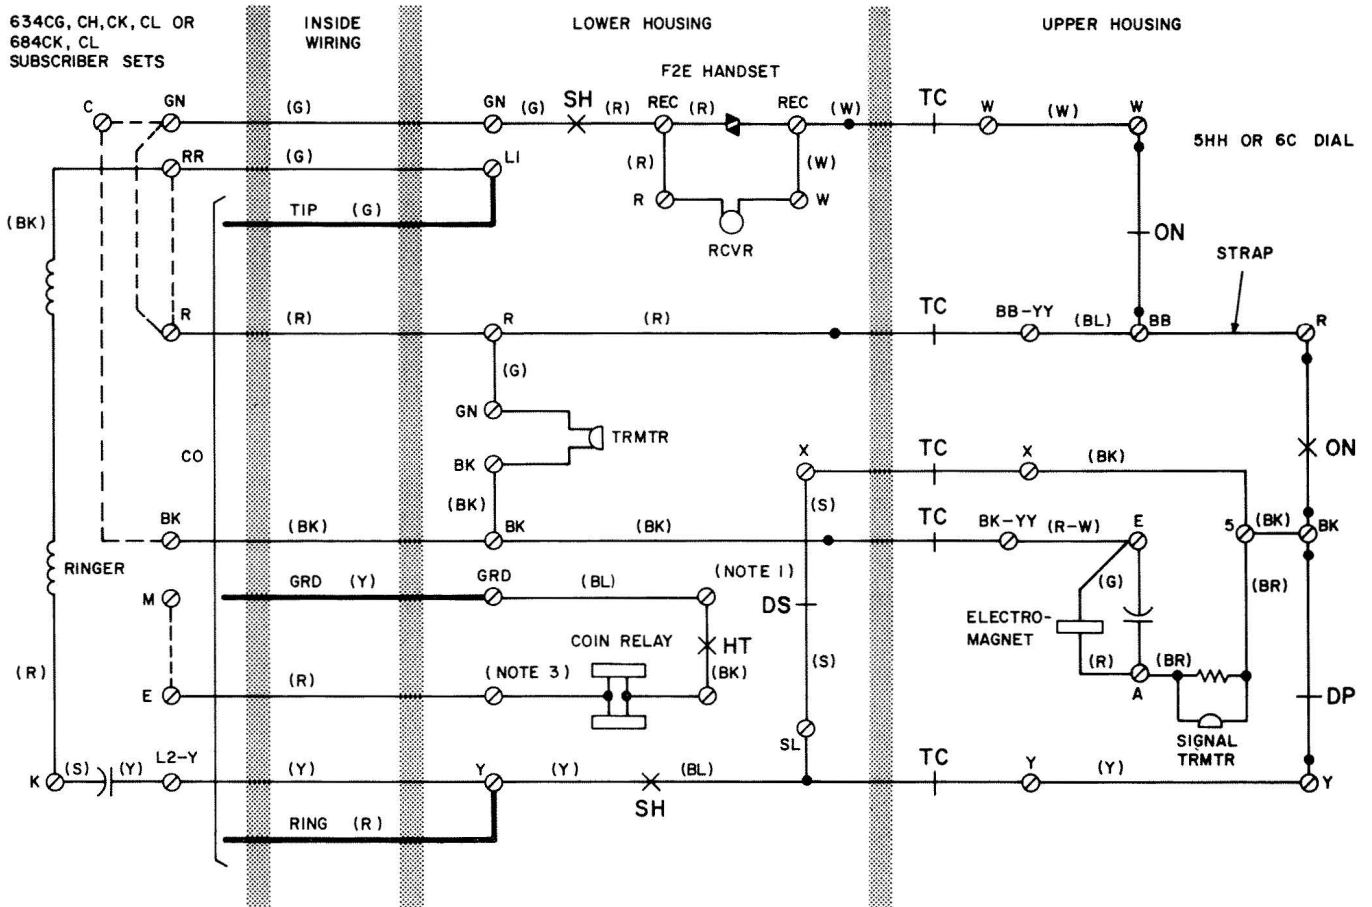 634CG, CH, CK, CL OR
684CK, CL
SUBSCRIBER SETS
INSIDE
WIRING
LOWER HOUSING
UPPER HOUSING
F2E HANDSET
C
GN
(G)
GN
(G)
SH
(R)
REC
(R)
REC
(W)
TC
W
(W)
W
5HH OR 6C DIAL
RR
(G)
L1
(R)
(W)
TIP (G)
R
W
(BK)
RCVR
ON
STRAP
R
(R)
R
(R)
TC
BB-YY
(BL)
BB
R
(G)
GN
TRMTR
CO
BK
X
TC
X
(BK)
ON
(BK)
(S)
BK
(BK)
BK
(BK)
TC
BK-YY
(R-W)
E
5
(BK)
BK
RINGER
GRD (Y)
GRD
(BL)
(NOTE 1)
(G)
(BR)
M
DS
ELECTRO-
MAGNET
COIN RELAY
HT
(R)
(NOTE 3)
(BK)
(S)
(R)
(BR)
E
(R)
A
DP
SL
SIGNAL
TRMTR
K
(S)
(Y)
L2-Y
(Y)
Y
(Y)
(BL)
TC
Y
(Y)
Y
SH
RING (R)